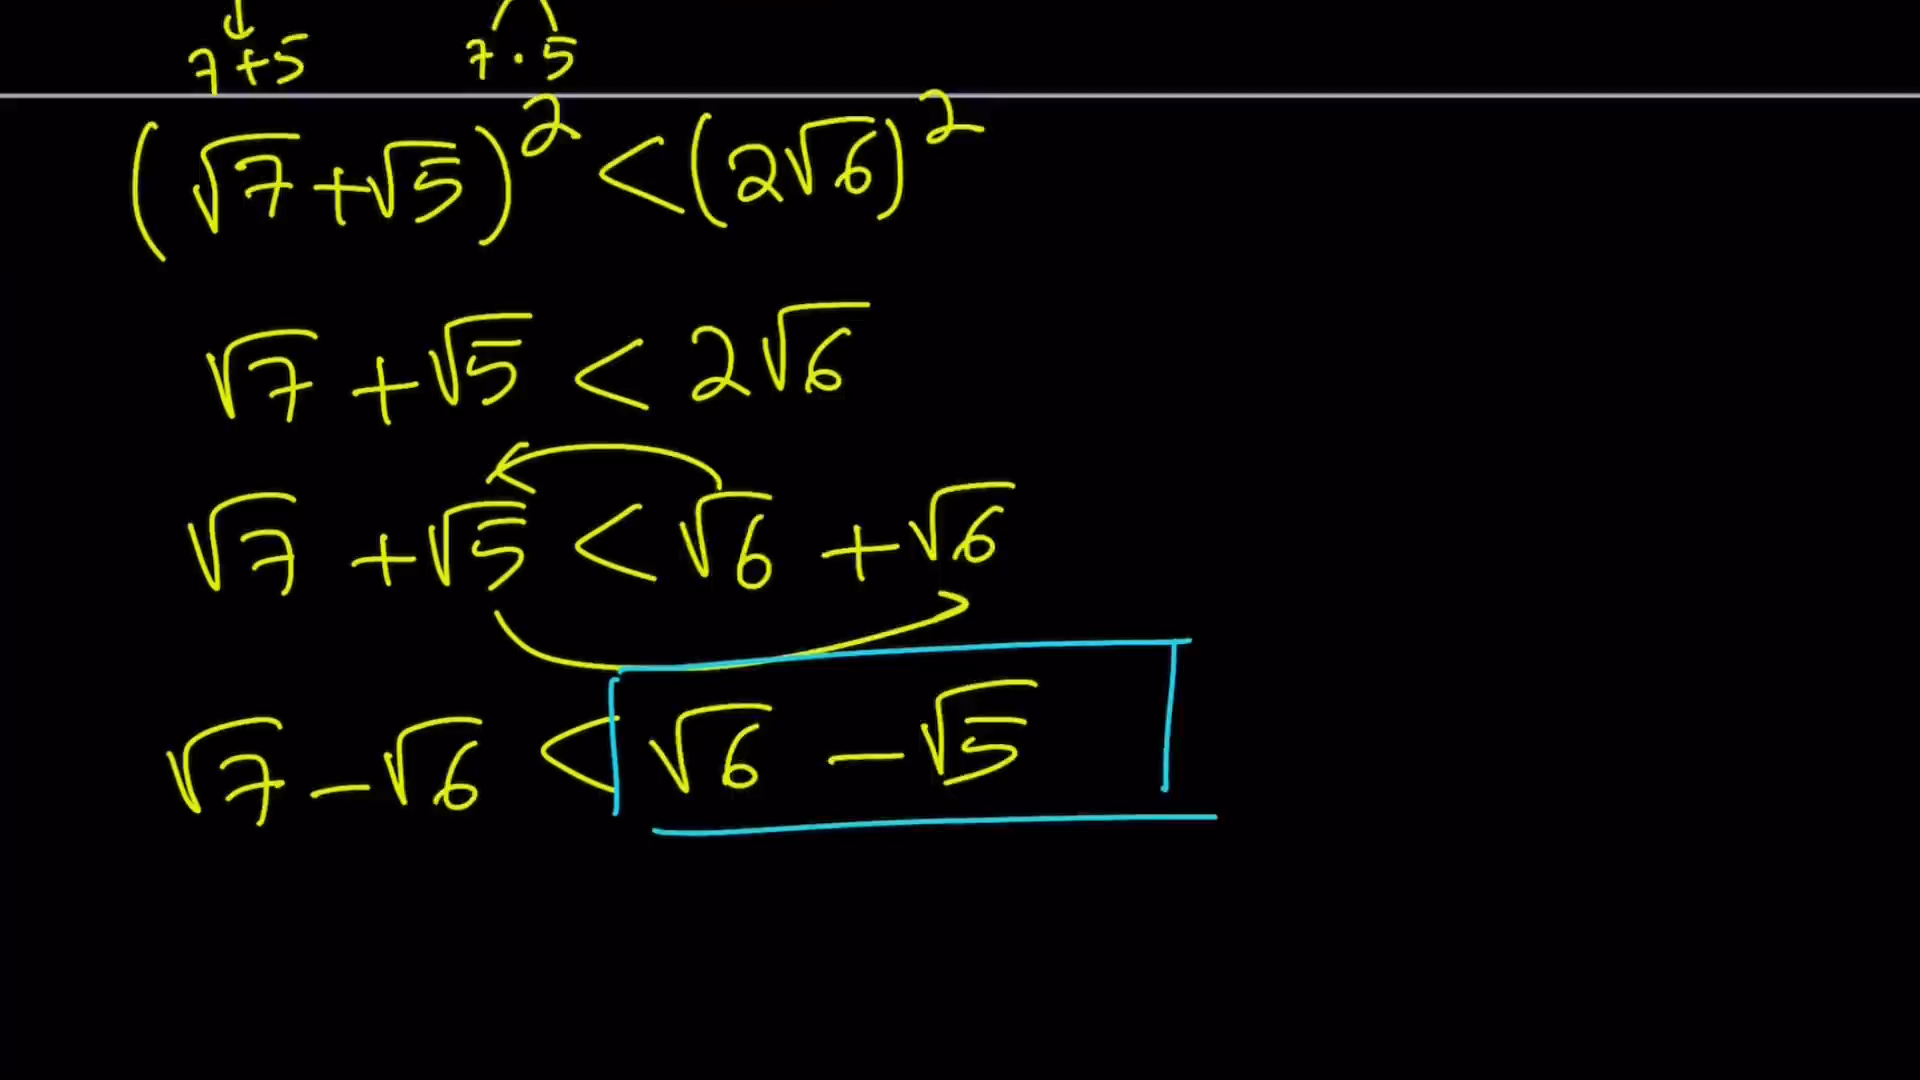 7+5 7·5
(√7+√5)² < (2√6)²
√7 + √5 < 2√6
√7 + √5 < √6 + √6
√7 – √6 < √6 – √5